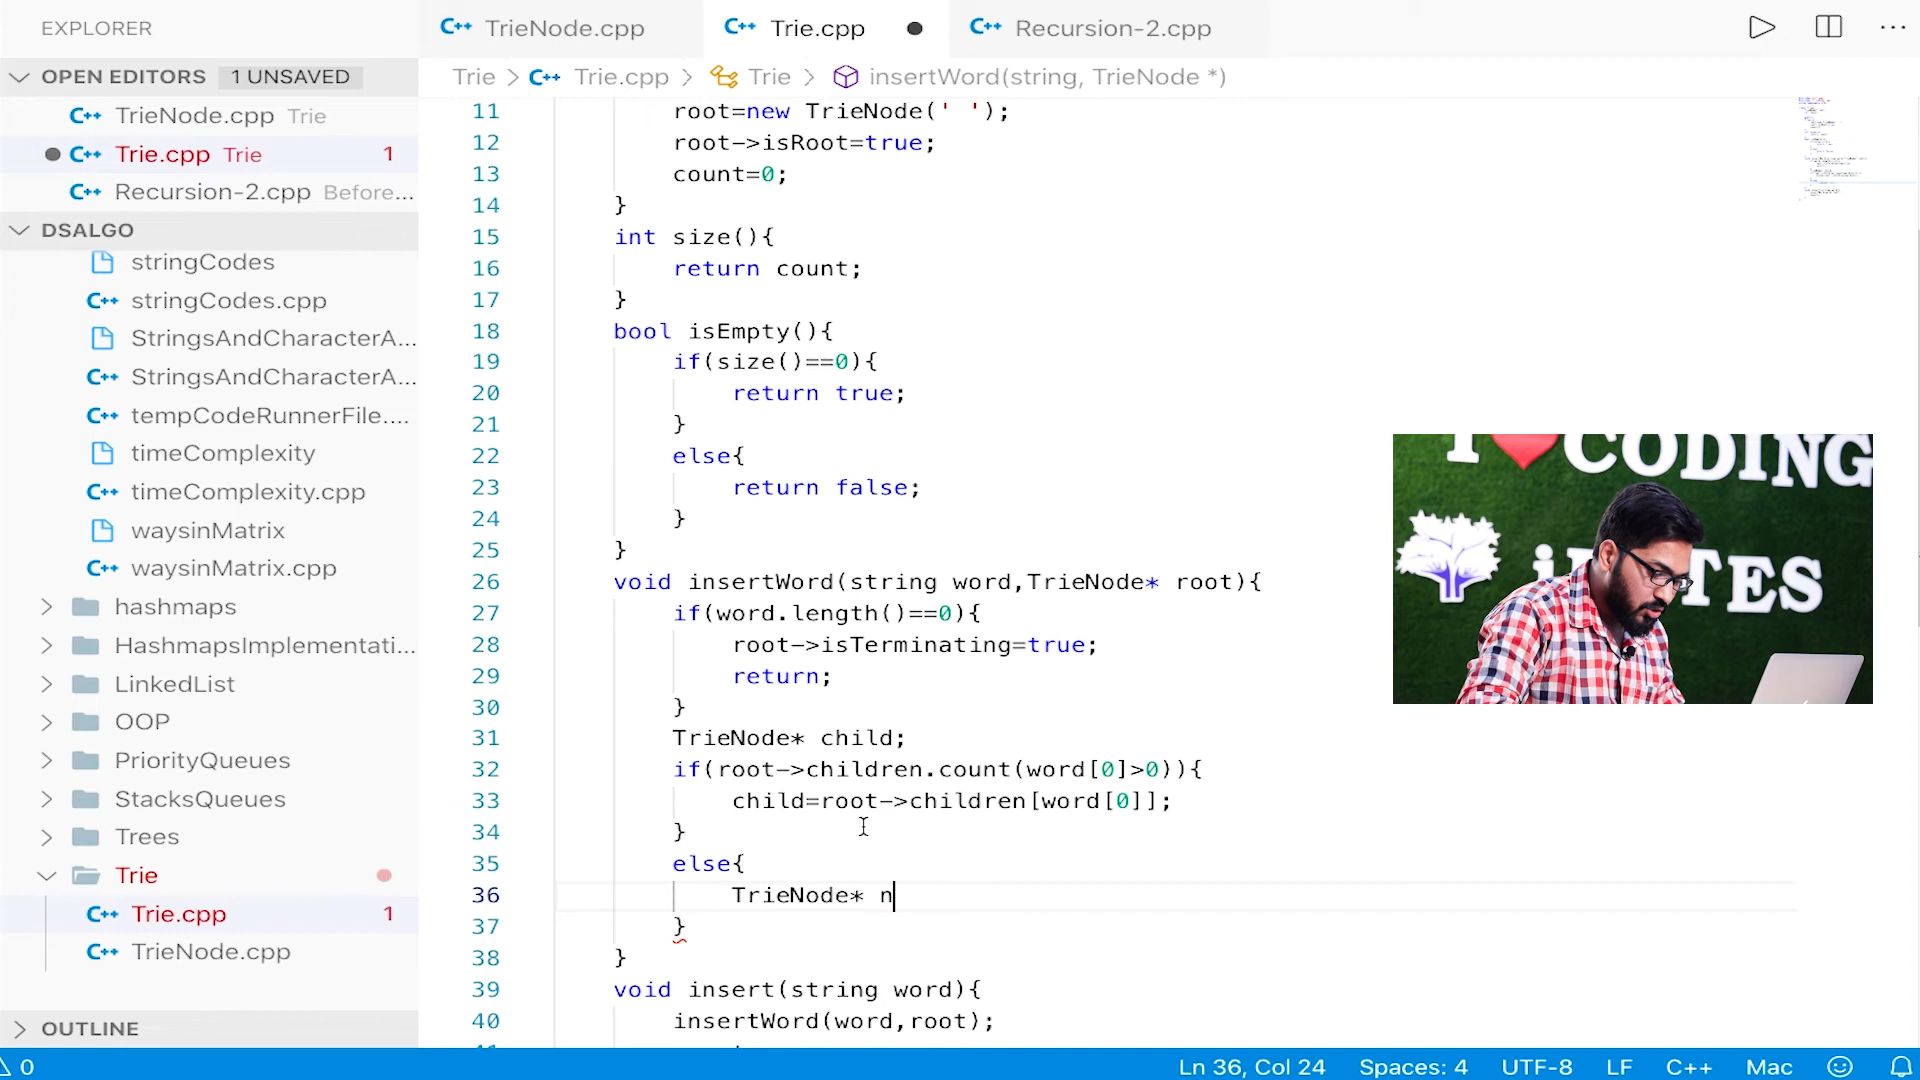 EXPLORER
OPEN EDITORS 1 UNSAVED
TrieNode.cpp Trie
Trie.cpp Trie 1
Recursion-2.cpp Before...
DSALGO
stringCodes
stringCodes.cpp
StringsAndCharacterA...
StringsAndCharacterA...
tempCodeRunnerFile....
timeComplexity
timeComplexity.cpp
waysinMatrix
waysinMatrix.cpp
hashmaps
HashmapsImplementati...
LinkedList
OOP
PriorityQueues
StacksQueues
Trees
Trie
Trie.cpp 1
TrieNode.cpp
OUTLINE
TrieNode.cpp Trie.cpp Recursion-2.cpp
Trie > Trie.cpp > Trie > insertWord(string, TrieNode *)
11 root=new TrieNode(' ');
12 root->isRoot=true;
13 count=0;
14 }
15 int size(){
16 return count;
17 }
18 bool isEmpty(){
19 if(size()==0){
20 return true;
21 }
22 else{
23 return false;
24 }
25 }
26 void insertWord(string word,TrieNode* root){
27 if(word.length()==0){
28 root->isTerminating=true;
29 return;
30 }
31 TrieNode* child;
32 if(root->children.count(word[0]>0)){
33 child=root->children[word[0]];
34 }
35 else{
36 TrieNode* n
37 }
38 }
39 void insert(string word){
40 insertWord(word,root);
I ❤ CODING
0
Ln 36, Col 24 Spaces: 4 UTF-8 LF C++ Mac